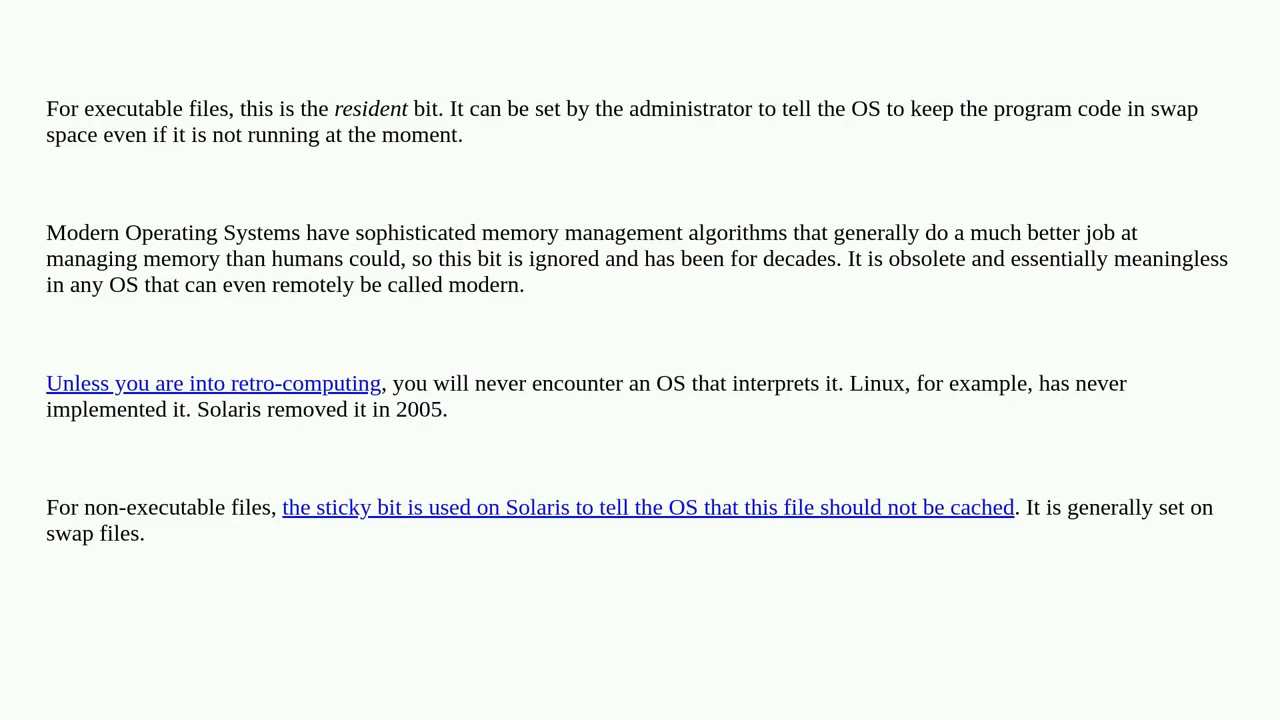 For executable files, this is the resident bit. It can be set by the administrator to tell the OS to keep the program code in swap
space even if it is not running at the moment.
Modern Operating Systems have sophisticated memory management algorithms that generally do a much better job at
managing memory than humans could, so this bit is ignored and has been for decades. It is obsolete and essentially meaningless
in any OS that can even remotely be called modern.
Unless you are into retro-computing, you will never encounter an OS that interprets it. Linux, for example, has never
implemented it. Solaris removed it in 2005.
For non-executable files, the sticky bit is used on Solaris to tell the OS that this file should not be cached. It is generally set on
swap files.